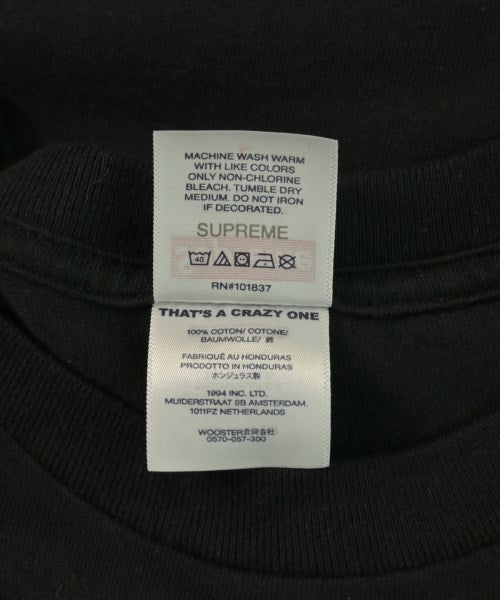 MACHINE WASH WARM
WITH LIKE COLORS
ONLY NON-CHLORINE
BLEACH. TUMBLE DRY
MEDIUM. DO NOT IRON
IF DECORATED.
SUPREME
40
RN#101837
THAT'S A CRAZY ONE
100% COTON/ COTONE/
BAUMWOLLE/ 綿
FABRIQUÉ AU HONDURAS
PRODOTTO IN HONDURAS
ホンジュラス製
1994 INC. LTD.
MUIDERSTRAAT 9B AMSTERDAM.
1011PZ NETHERLANDS
WOOSTER合同会社
0570-057-300